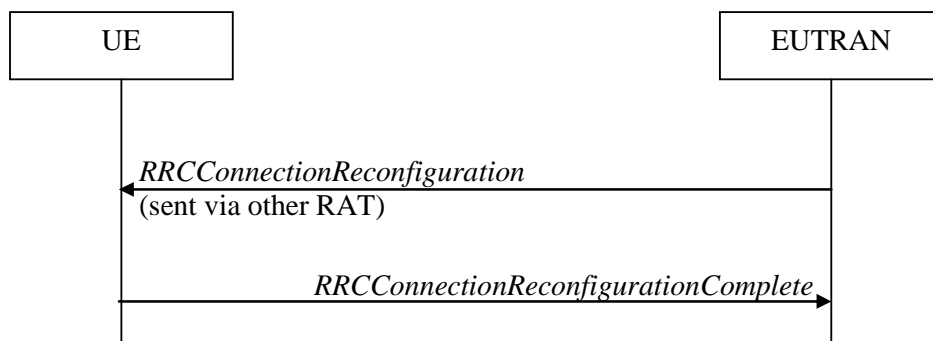 UE
EUTRAN
RRCConnectionReconfiguration
(sent via other RAT)
RRCConnectionReconfigurationComplete